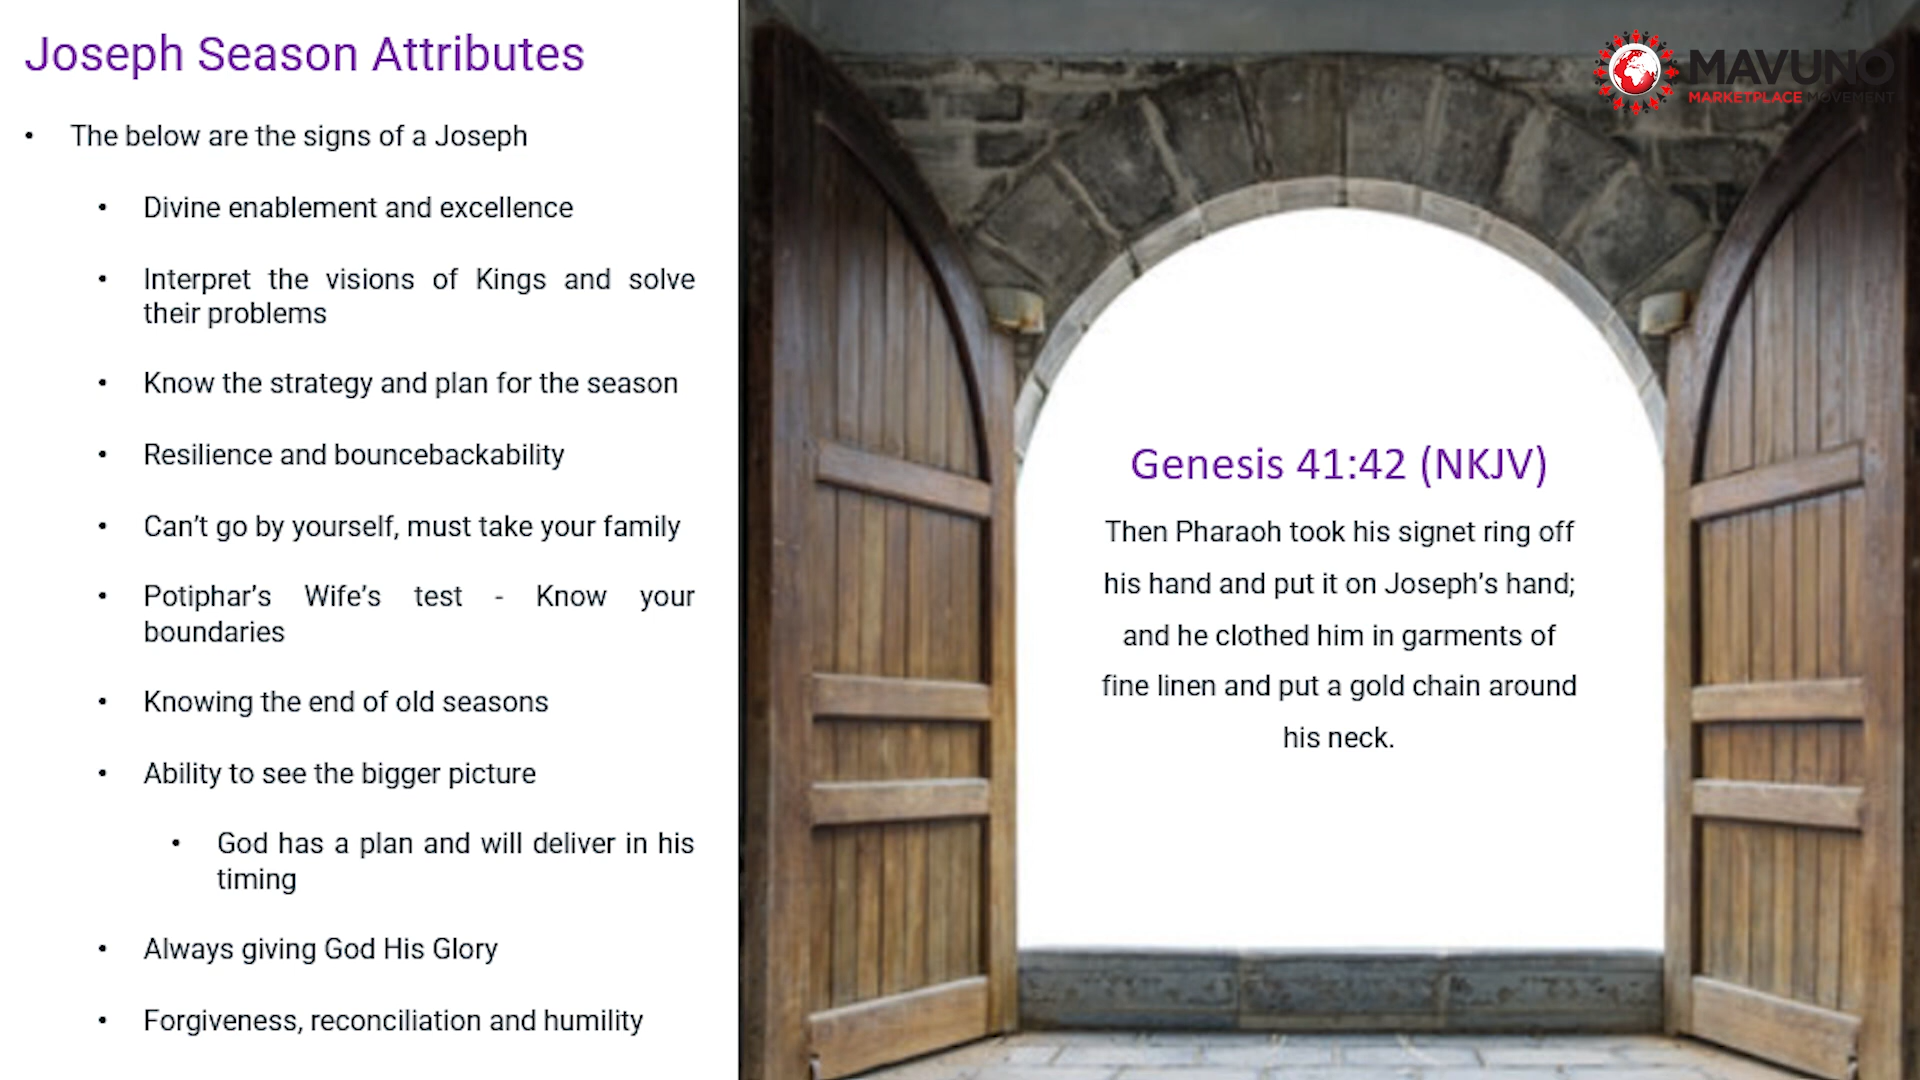 Joseph Season Attributes
• The below are the signs of a Joseph
• Divine enablement and excellence
• Interpret the visions of Kings and solve
their problems
• Know the strategy and plan for the season
• Resilience and bouncebackability
• Can’t go by yourself, must take your family
• Potiphar’s Wife’s test - Know your
boundaries
• Knowing the end of old seasons
• Ability to see the bigger picture
• God has a plan and will deliver in his
timing
• Always giving God His Glory
• Forgiveness, reconciliation and humility
MAVUNO
MARKETPLACE MOVEMENT
Genesis 41:42 (NKJV)
Then Pharaoh took his signet ring off
his hand and put it on Joseph’s hand;
and he clothed him in garments of
fine linen and put a gold chain around
his neck.